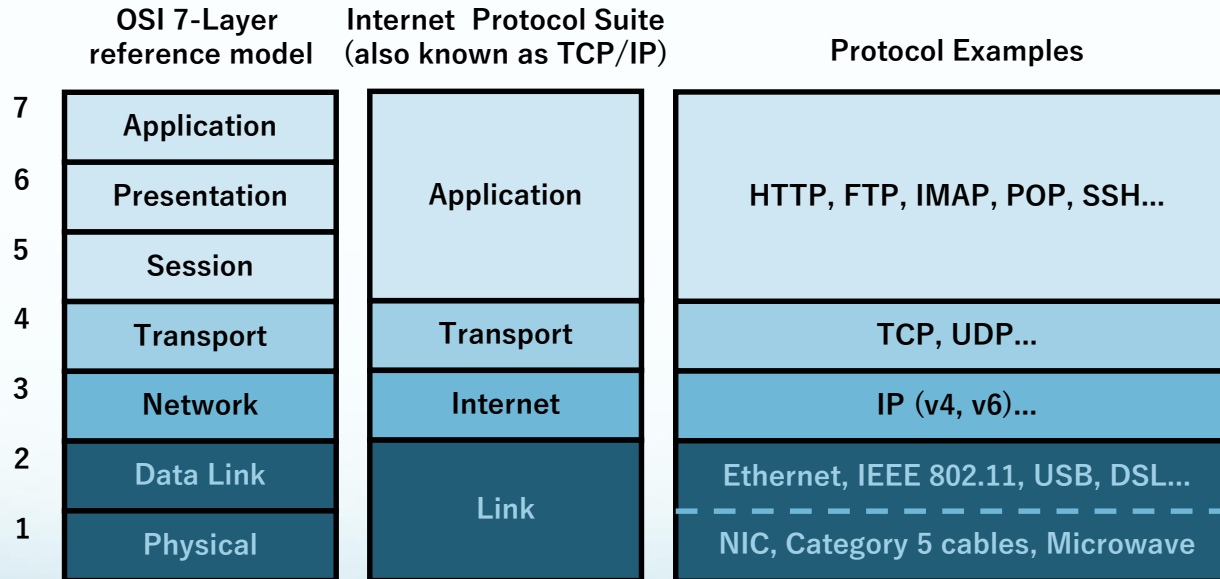 OSI 7-Layer
reference model
Internet Protocol Suite
(also known as TCP/IP)
Protocol Examples
7
Application
6
Presentation
5
Session
Application
HTTP, FTP, IMAP, POP, SSH...
4
Transport
Transport
TCP, UDP...
3
Network
Internet
IP (v4, v6)...
2
Data Link
1
Physical
Link
Ethernet, IEEE 802.11, USB, DSL...
NIC, Category 5 cables, Microwave